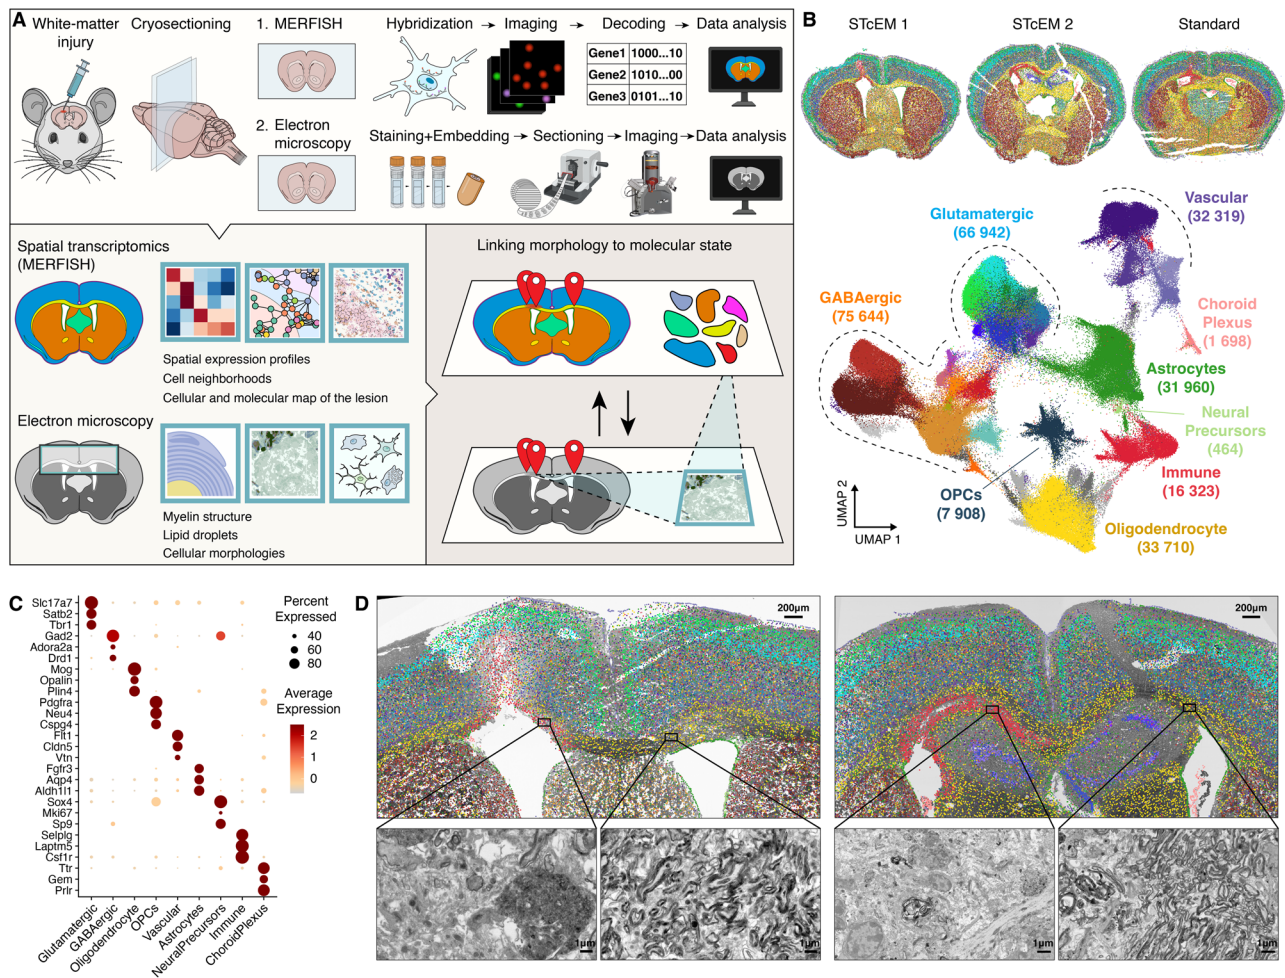 A
White-matter
injury
Cryosectioning
1. MERFISH
2. Electron
microscopy
Hybridization → Imaging → Decoding → Data analysis
Gene1 1000...10
Gene2 1010...00
Gene3 0101...10
Staining+Embedding → Sectioning → Imaging → Data analysis
Spatial transcriptomics
(MERFISH)
Spatial expression profiles
Cell neighborhoods
Cellular and molecular map of the lesion
Electron microscopy
Myelin structure
Lipid droplets
Cellular morphologies
Linking morphology to molecular state
B
STcEM 1
STcEM 2
Standard
Vascular
(32 319)
Glutamatergic
(66 942)
GABAergic
(75 644)
Choroid
Plexus
(1 698)
Astrocytes
(31 960)
Neural
Precursors
(464)
Immune
(16 323)
OPCs
(7 908)
Oligodendrocyte
(33 710)
UMAP 2
UMAP 1
C
Slc17a7
Satb2
Tbr1
Gad2
Adora2a
Drd1
Mog
Opalin
Plin4
Pdgfra
Neu4
Cspg4
Flt1
Cldn5
Vtn
Fgfr3
Aqp4
Aldh1l1
Sox4
Mki67
Sp9
Selplg
Laptm5
Csf1r
Ttr
Gem
Prlr
Glutamatergic
GABAergic
Oligodendrocyte
OPCs
Vascular
Astrocytes
NeuralPrecursors
Immune
ChoroidPlexus
Percent
Expressed
40
60
80
Average
Expression
2
1
0
D
200µm
200µm
1µm
1µm
1µm
1µm